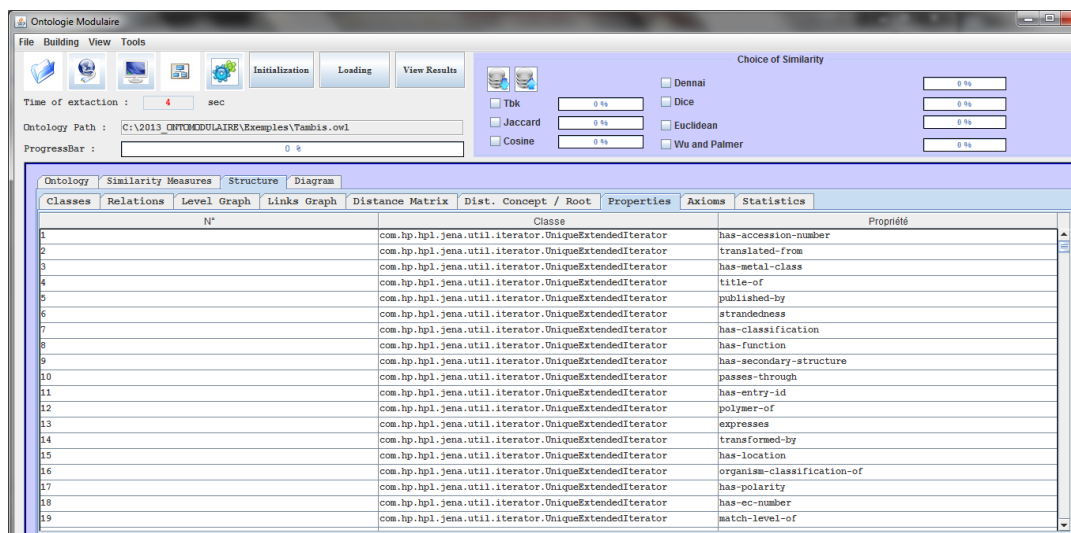 Ontologie Modulaire
File Building View Tools
Initialization Loading View Results
Time of extaction : 4 sec
Ontology Path : C:\2013_ONTOMODULAIRE\Exemples\Tambis.owl
ProgressBar : 0 %
Choice of Similarity
Tbk 0 %
Jaccard 0 %
Cosine 0 %
Dennai 0 %
Dice 0 %
Euclidean 0 %
Wu and Palmer 0 %
Ontology Similarity Measures Structure Diagram
Classes Relations Level Graph Links Graph Distance Matrix Dist. Concept / Root Properties Axioms Statistics
N° Classe Propriété
1 com.hp.hpl.jena.util.iterator.UniqueExtendedIterator has-accession-number
2 com.hp.hpl.jena.util.iterator.UniqueExtendedIterator translated-from
3 com.hp.hpl.jena.util.iterator.UniqueExtendedIterator has-metal-class
4 com.hp.hpl.jena.util.iterator.UniqueExtendedIterator title-of
5 com.hp.hpl.jena.util.iterator.UniqueExtendedIterator published-by
6 com.hp.hpl.jena.util.iterator.UniqueExtendedIterator strandedness
7 com.hp.hpl.jena.util.iterator.UniqueExtendedIterator has-classification
8 com.hp.hpl.jena.util.iterator.UniqueExtendedIterator has-function
9 com.hp.hpl.jena.util.iterator.UniqueExtendedIterator has-secondary-structure
10 com.hp.hpl.jena.util.iterator.UniqueExtendedIterator passes-through
11 com.hp.hpl.jena.util.iterator.UniqueExtendedIterator has-entry-id
12 com.hp.hpl.jena.util.iterator.UniqueExtendedIterator polymer-of
13 com.hp.hpl.jena.util.iterator.UniqueExtendedIterator expresses
14 com.hp.hpl.jena.util.iterator.UniqueExtendedIterator transformed-by
15 com.hp.hpl.jena.util.iterator.UniqueExtendedIterator has-location
16 com.hp.hpl.jena.util.iterator.UniqueExtendedIterator organism-classification-of
17 com.hp.hpl.jena.util.iterator.UniqueExtendedIterator has-polarity
18 com.hp.hpl.jena.util.iterator.UniqueExtendedIterator has-ec-number
19 com.hp.hpl.jena.util.iterator.UniqueExtendedIterator match-level-of